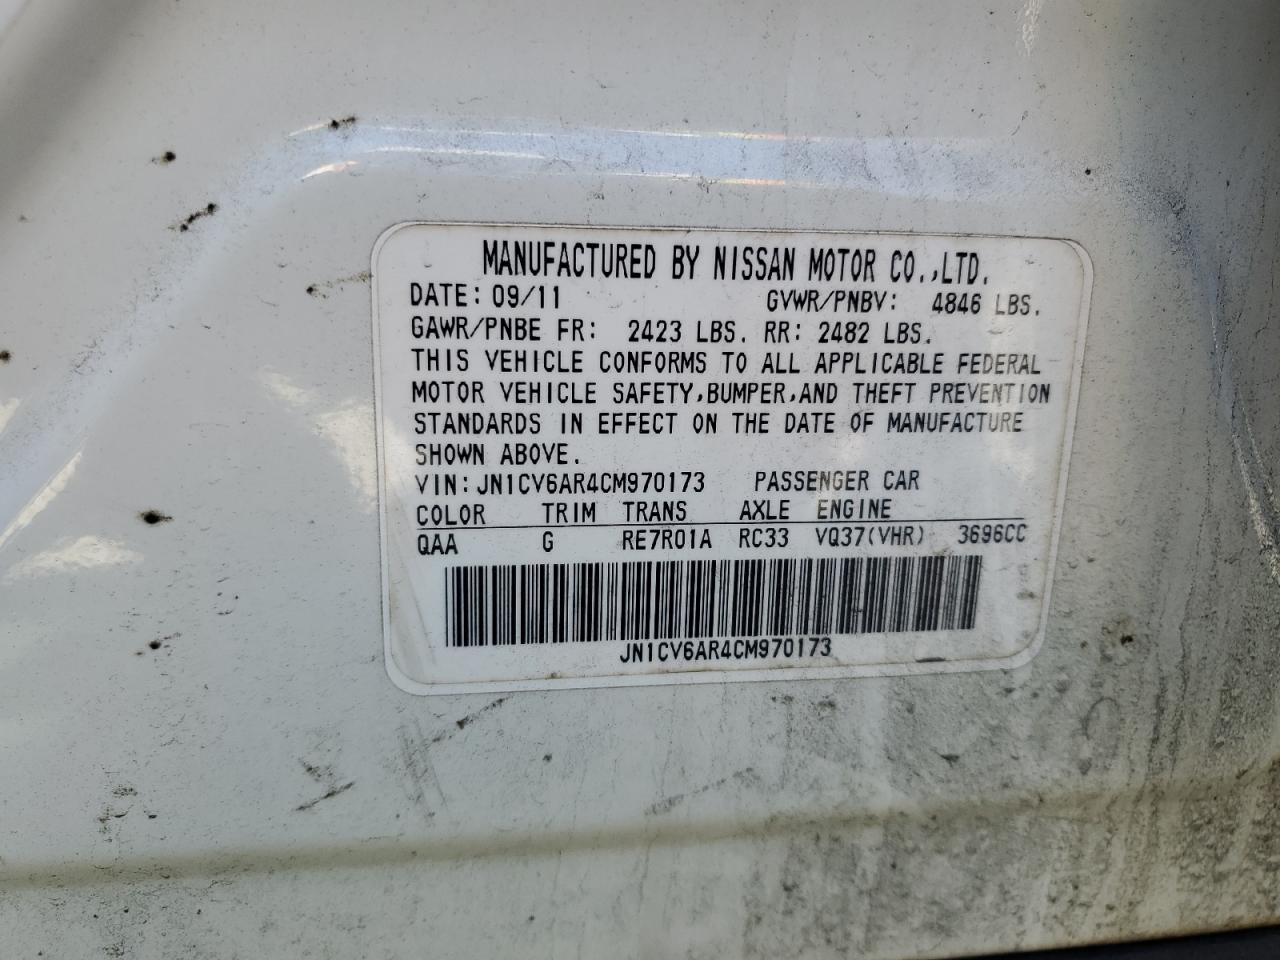 MANUFACTURED BY NISSAN MOTOR CO.,LTD.
DATE: 09/11 GVWR/PNBV: 4846 LBS.
GAWR/PNBE FR: 2423 LBS. RR: 2482 LBS.
THIS VEHICLE CONFORMS TO ALL APPLICABLE FEDERAL
MOTOR VEHICLE SAFETY,BUMPER,AND THEFT PREVENTION
STANDARDS IN EFFECT ON THE DATE OF MANUFACTURE
SHOWN ABOVE.
VIN: JN1CV6AR4CM970173 PASSENGER CAR
COLOR TRIM TRANS AXLE ENGINE
QAA G RE7R01A RC33 VQ37(VHR) 3696CC
JN1CV6AR4CM970173